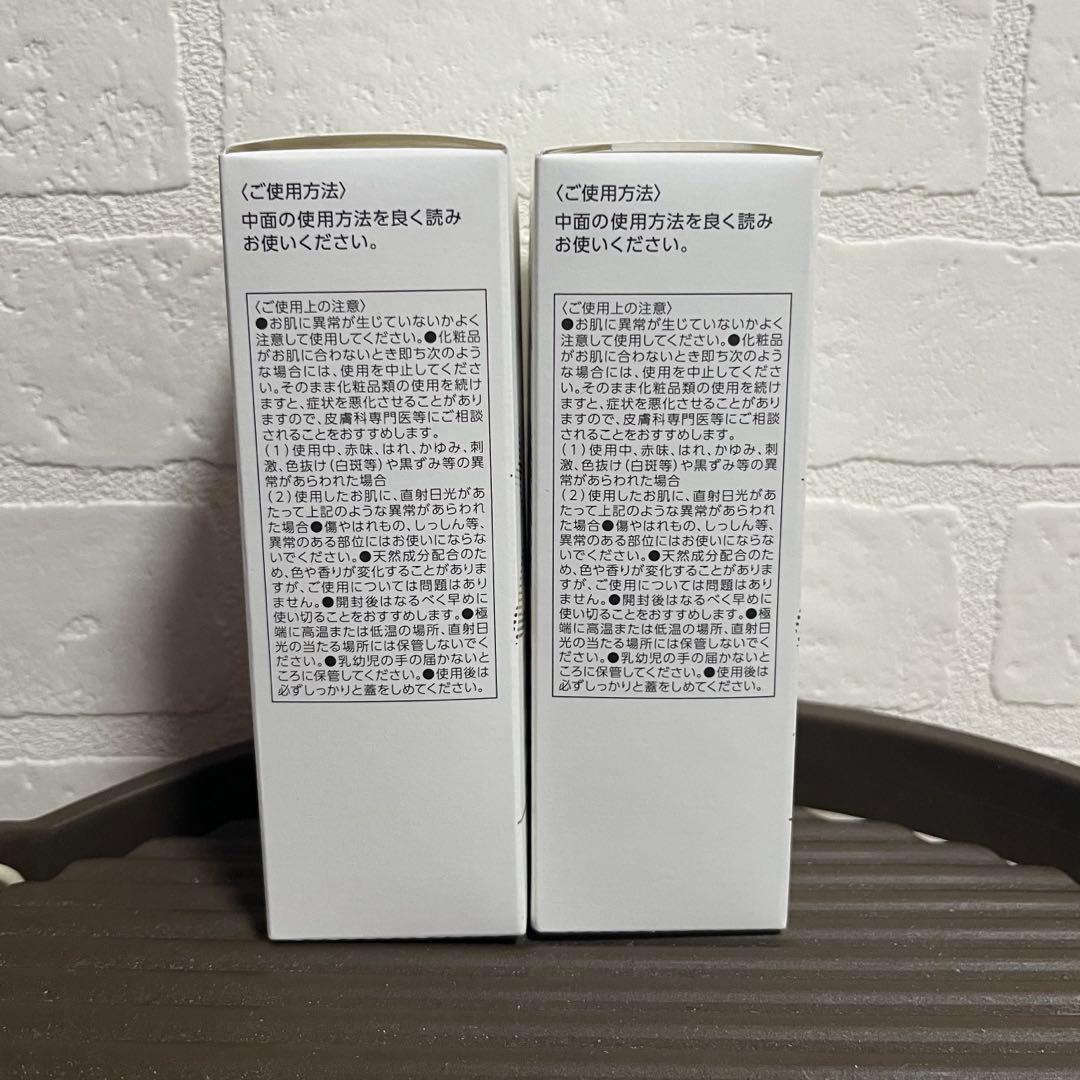 〈ご使用方法〉
中面の使用方法を良く読み
お使いください。
〈ご使用上の注意〉
●お肌に異常が生じていないかよく
注意して使用してください。●化粧品
がお肌に合わないとき即ち次のよう
な場合には、使用を中止してくださ
い。そのまま化粧品類の使用を続け
ますと、症状を悪化させることがあり
ますので、皮膚科専門医等にご相談
されることをおすすめします。
(1)使用中、赤味、はれ、かゆみ、刺
激、色抜け(白斑等)や黒ずみ等の異
常があらわれた場合
(2)使用したお肌に、直射日光があ
たって上記のような異常があらわれ
た場合●傷やはれもの、しっしん等、
異常のある部位にはお使いにならな
いでください。●天然成分配合のた
め、色や香りが変化することがありま
すが、ご使用については問題はあり
ません。●開封後はなるべく早めに
使い切ることをおすすめします。●極
端に高温または低温の場所、直射日
光の当たる場所には保管しないでく
ださい。●乳幼児の手の届かないと
ころに保管してください。●使用後は
必ずしっかりと蓋をしめてください。
〈ご使用方法〉
中面の使用方法を良く読み
お使いください。
〈ご使用上の注意〉
●お肌に異常が生じていないかよく
注意して使用してください。●化粧品
がお肌に合わないとき即ち次のよう
な場合には、使用を中止してくださ
い。そのまま化粧品類の使用を続け
ますと、症状を悪化させることがあり
ますので、皮膚科専門医等にご相談
されることをおすすめします。
(1)使用中、赤味、はれ、かゆみ、刺
激、色抜け(白斑等)や黒ずみ等の異
常があらわれた場合
(2)使用したお肌に、直射日光があ
たって上記のような異常があらわれ
た場合●傷やはれもの、しっしん等、
異常のある部位にはお使いにならな
いでください。●天然成分配合のた
め、色や香りが変化することがありま
すが、ご使用については問題はあり
ません。●開封後はなるべく早めに
使い切ることをおすすめします。●極
端に高温または低温の場所、直射日
光の当たる場所には保管しないでく
ださい。●乳幼児の手の届かないと
ころに保管してください。●使用後は
必ずしっかりと蓋をしめてください。